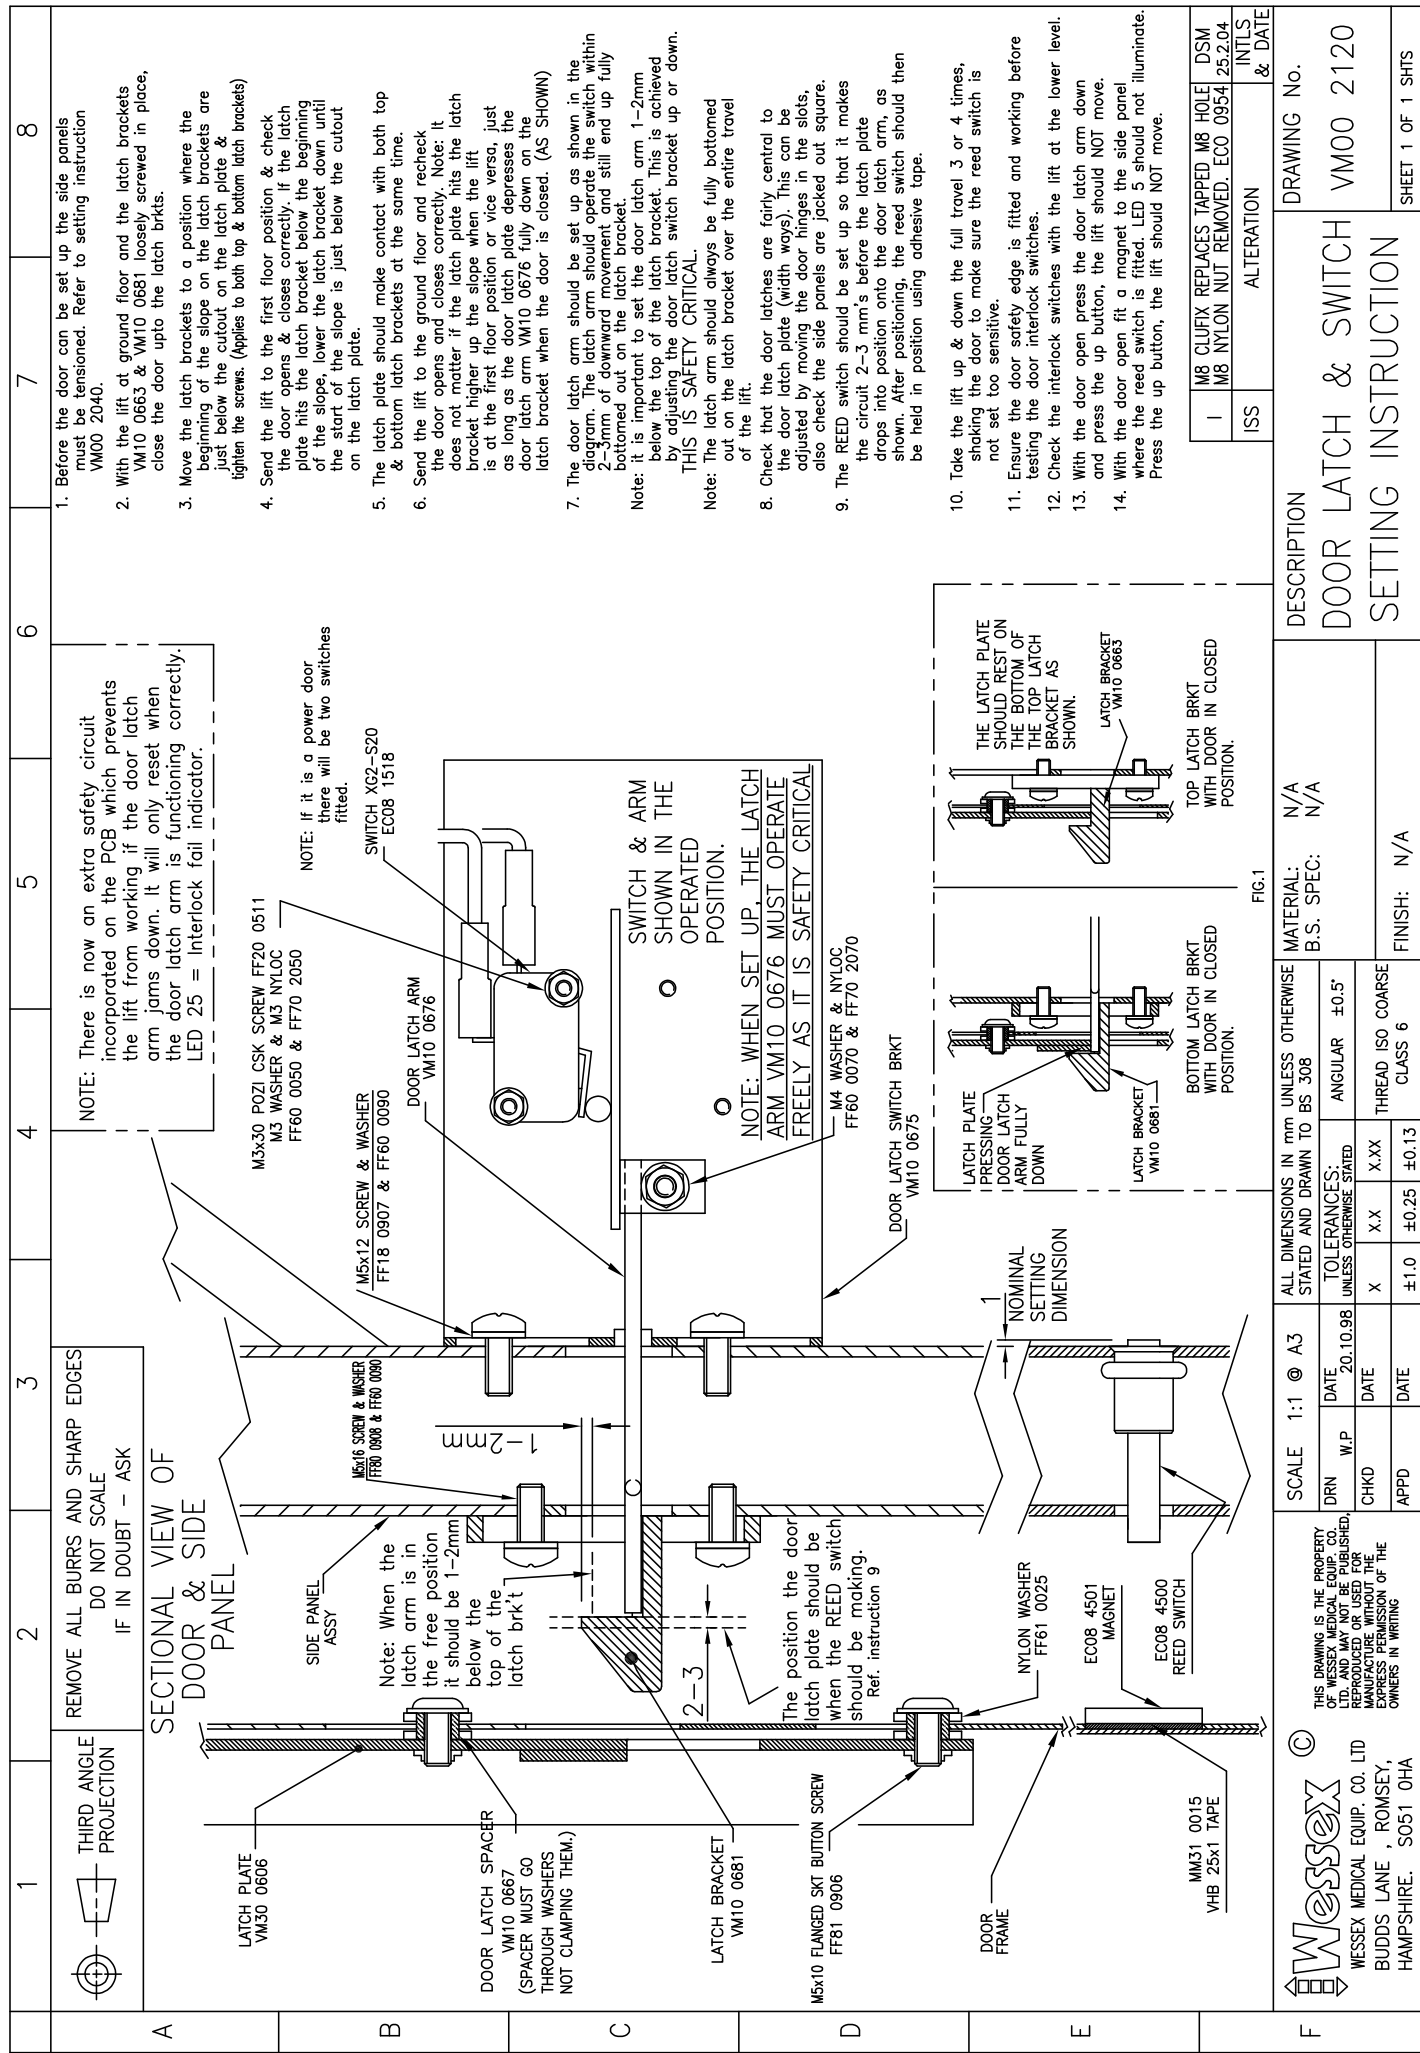 1
2
3
4
5
6
7
8
A
B
C
D
E
F
THIRD ANGLE
PROJECTION
REMOVE ALL BURRS AND SHARP EDGES
DO NOT SCALE
IF IN DOUBT - ASK
SECTIONAL VIEW OF
DOOR & SIDE
PANEL
NOTE: There is now an extra safety circuit
incorporated on the PCB which prevents
the lift from working if the door latch
arm jams down. It will only reset when
the door latch arm is functioning correctly.
LED 25 = Interlock fail indicator.
LATCH PLATE
VM30 0606
DOOR LATCH SPACER
VM10 0667
(SPACER MUST GO
THROUGH WASHERS
NOT CLAMPING THEM.)
LATCH BRACKET
VM10 0681
M5x10 FLANGED SKT BUTTON SCREW
FF81 0906
DOOR
FRAME
MM31 0015
VHB 25x1 TAPE
SIDE PANEL
ASSY
Note: When the
latch arm is in
the free position
it should be 1-2mm
below the
top of the
latch brk't
2-3
The position the door
latch plate should be
when the REED switch
should be making.
Ref. instruction 9
NYLON WASHER
FF61 0025
EC08 4501
MAGNET
EC08 4500
REED SWITCH
M5x16 SCREW & WASHER
FF80 0908 & FF60 0090
1-2mm
M5x12 SCREW & WASHER
FF18 0907 & FF60 0090
DOOR LATCH ARM
VM10 0676
M3x30 POZI CSK SCREW FF20 0511
M3 WASHER & M3 NYLOC
FF60 0050 & FF70 2050
NOTE: If it is a power door
there will be two switches
fitted.
SWITCH XG2-S20
EC08 1518
SWITCH & ARM
SHOWN IN THE
OPERATED
POSITION.
NOTE: WHEN SET UP, THE LATCH
ARM VM10 0676 MUST OPERATE
FREELY AS IT IS SAFETY CRITICAL
M4 WASHER & NYLOC
FF60 0070 & FF70 2070
DOOR LATCH SWITCH BRKT
VM10 0675
1
NOMINAL
SETTING
DIMENSION
LATCH PLATE
PRESSING
DOOR LATCH
ARM FULLY
DOWN
LATCH BRACKET
VM10 0681
BOTTOM LATCH BRKT
WITH DOOR IN CLOSED
POSITION.
THE LATCH PLATE
SHOULD REST ON
THE BOTTOM OF
THE TOP LATCH
BRACKET AS
SHOWN.
LATCH BRACKET
VM10 0663
TOP LATCH BRKT
WITH DOOR IN CLOSED
POSITION.
FIG.1
1. Before the door can be set up the side panels
must be tensioned. Refer to setting instruction
VM00 2040.
2. With the lift at ground floor and the latch brackets
VM10 0663 & VM10 0681 loosely screwed in place,
close the door onto the latch brkts.
3. Move the latch brackets to a position where the
beginning of the slope on the latch brackets are
just below the cutout on the latch plate &
tighten the screws. (Applies to both top & bottom latch brackets)
4. Send the lift to the first floor position & check
the door opens & closes correctly. If the latch
plate hits the latch bracket below the beginning
of the slope, lower the latch bracket down until
the start of the slope is just below the cutout
on the latch plate.
5. The latch plate should make contact with both top
& bottom latch brackets at the same time.
6. Send the lift to the ground floor and recheck
the door opens and closes correctly. Note: It
does not matter if the latch plate hits the latch
bracket higher up the slope when the lift
is at the first floor position or vice versa, just
as long as the door latch plate depresses the
door latch arm VM10 0676 fully down on the
latch bracket when the door is closed. (AS SHOWN)
7. The door latch arm should be set up as shown in the
diagram. The latch arm should operate the switch within
2-3mm of downward movement and still end up fully
bottomed out on the latch bracket.
Note: it is important to set the door latch arm 1-2mm
below the top of the latch bracket. This is achieved
by adjusting the door latch switch bracket up or down.
THIS IS SAFETY CRITICAL.
Note: The latch arm should always be fully bottomed
out on the latch bracket over the entire travel
of the lift.
8. Check that the door latches are fairly central to
the door latch plate (width ways). This can be
adjusted by moving the door hinges in the slots,
also check the side panels are jacked out square.
9. The REED switch should be set up so that it makes
the circuit 2-3 mm's before the latch plate
drops into position onto the door latch arm, as
shown. After positioning, the reed switch should then
be held in position using adhesive tape.
10. Take the lift up & down the full travel 3 or 4 times,
shaking the door to make sure the reed switch is
not set too sensitive.
11. Ensure the door safety edge is fitted and working before
testing the door interlock switches.
12. Check the interlock switches with the lift at the lower level.
13. With the door open press the door latch arm down
and press the up button, the lift should NOT move.
14. With the door open fit a magnet to the side panel
where the reed switch is fitted. LED 5 should not illuminate.
Press the up button, the lift should NOT move.
1
M8 CLUFIX REPLACES TAPPED M8 HOLE
M8 NYLON NUT REMOVED. ECO 0954
DSM
25.2.04
ISS
ALTERATION
INTLS
& DATE
Wessex ©
WESSEX MEDICAL EQUIP. CO. LTD
BUDDS LANE , ROMSEY,
HAMPSHIRE. SO51 0HA
THIS DRAWING IS THE PROPERTY
OF WESSEX MEDICAL EQUIP. CO.
LTD. AND MAY NOT BE PUBLISHED,
REPRODUCED OR USED FOR
MANUFACTURE WITHOUT THE
EXPRESS PERMISSION OF THE
OWNERS IN WRITING
SCALE 1:1 @ A3
DRN W.P
DATE 20.10.98
CHKD
DATE
APPD
DATE
ALL DIMENSIONS IN mm UNLESS OTHERWISE
STATED AND DRAWN TO BS 308
TOLERANCES:
UNLESS OTHERWISE STATED
ANGULAR ±0.5°
X X.X X.XX
±1.0 ±0.25 ±0.13
THREAD ISO COARSE
CLASS 6
MATERIAL: N/A
B.S. SPEC: N/A
FINISH: N/A
DESCRIPTION
DOOR LATCH & SWITCH
SETTING INSTRUCTION
DRAWING No.
VM00 2120
SHEET 1 OF 1 SHTS